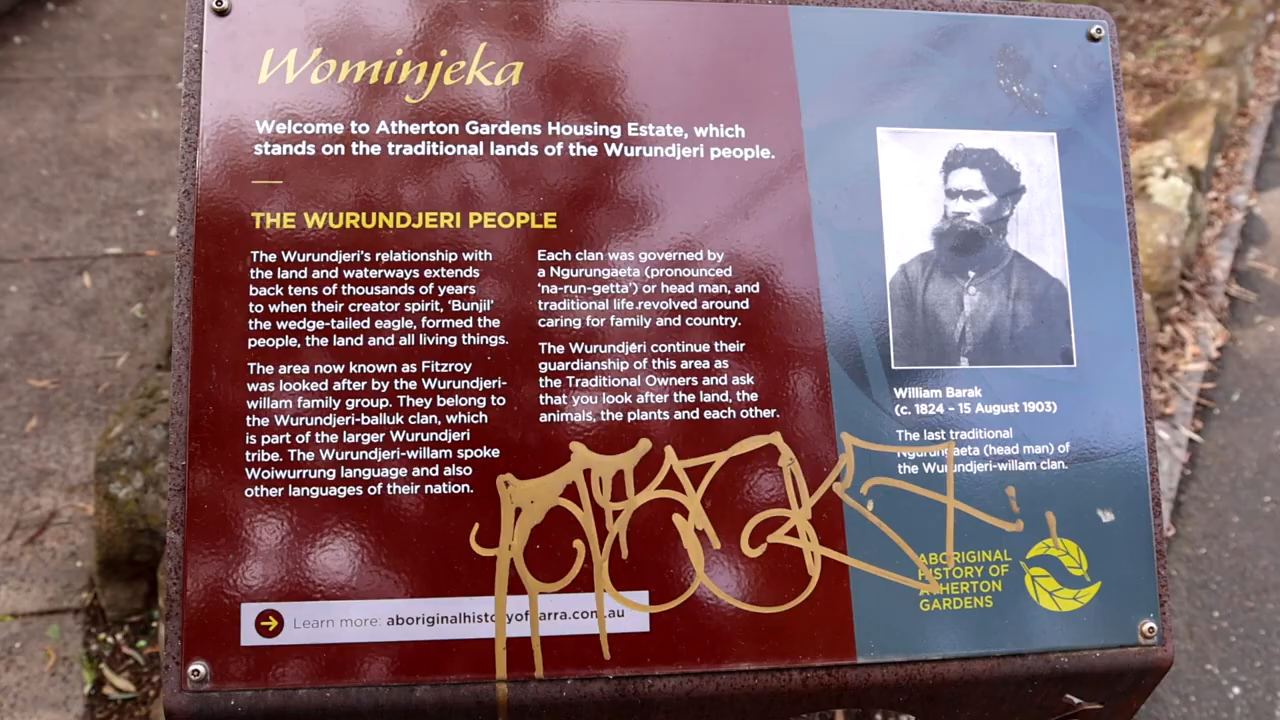 Wominjeka
Welcome to Atherton Gardens Housing Estate, which
stands on the traditional lands of the Wurundjeri people.
THE WURUNDJERI PEOPLE
The Wurundjeri's relationship with
the land and waterways extends
back tens of thousands of years
to when their creator spirit, 'Bunjil'
the wedge-tailed eagle, formed the
people, the land and all living things.
The area now known as Fitzroy
was looked after by the Wurundjeri-
willam family group. They belong to
the Wurundjeri-balluk clan, which
is part of the larger Wurundjeri
tribe. The Wurundjeri-willam spoke
Woiwurrung language and also
other languages of their nation.
Each clan was governed by
a Ngurungaeta (pronounced
'na-run-getta') or head man, and
traditional life revolved around
caring for family and country.
The Wurundjeri continue their
guardianship of this area as
the Traditional Owners and ask
that you look after the land, the
animals, the plants and each other.
Learn more: aboriginalhistoryofyarra.com.au
William Barak
(c. 1824 – 15 August 1903)
The last traditional
Ngurungaeta (head man) of
the Wurundjeri-willam clan.
ABORIGINAL
HISTORY OF
ATHERTON
GARDENS